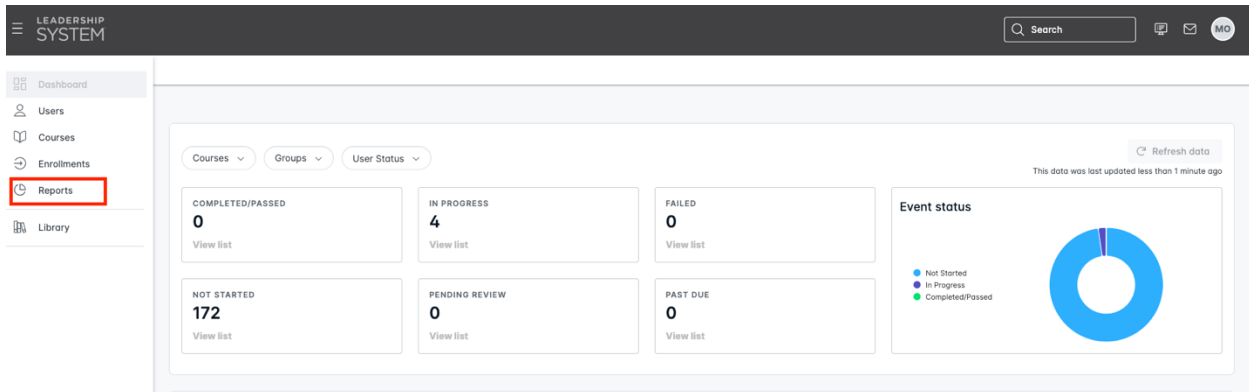 LEADERSHIP
SYSTEM
Search
MO
Dashboard
Users
Courses
Enrollments
Reports
Library
Courses
Groups
User Status
Refresh data
This data was last updated less than 1 minute ago
COMPLETED/PASSED
0
View list
IN PROGRESS
4
View list
FAILED
0
View list
NOT STARTED
172
View list
PENDING REVIEW
0
View list
PAST DUE
0
View list
Event status
Not Started
In Progress
Completed/Passed